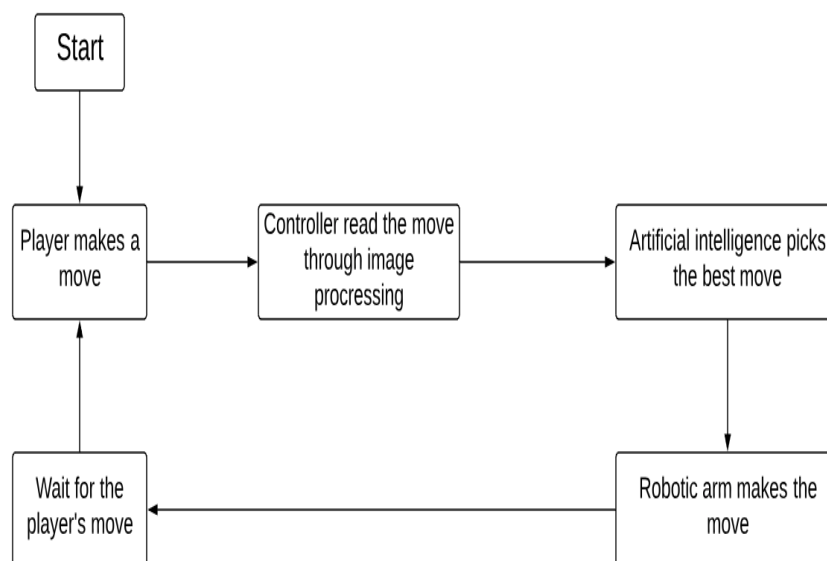 Start
Player makes a
move
Controller read the move
through image
procressing
Artificial intelligence picks
the best move
Wait for the
player's move
Robotic arm makes the
move